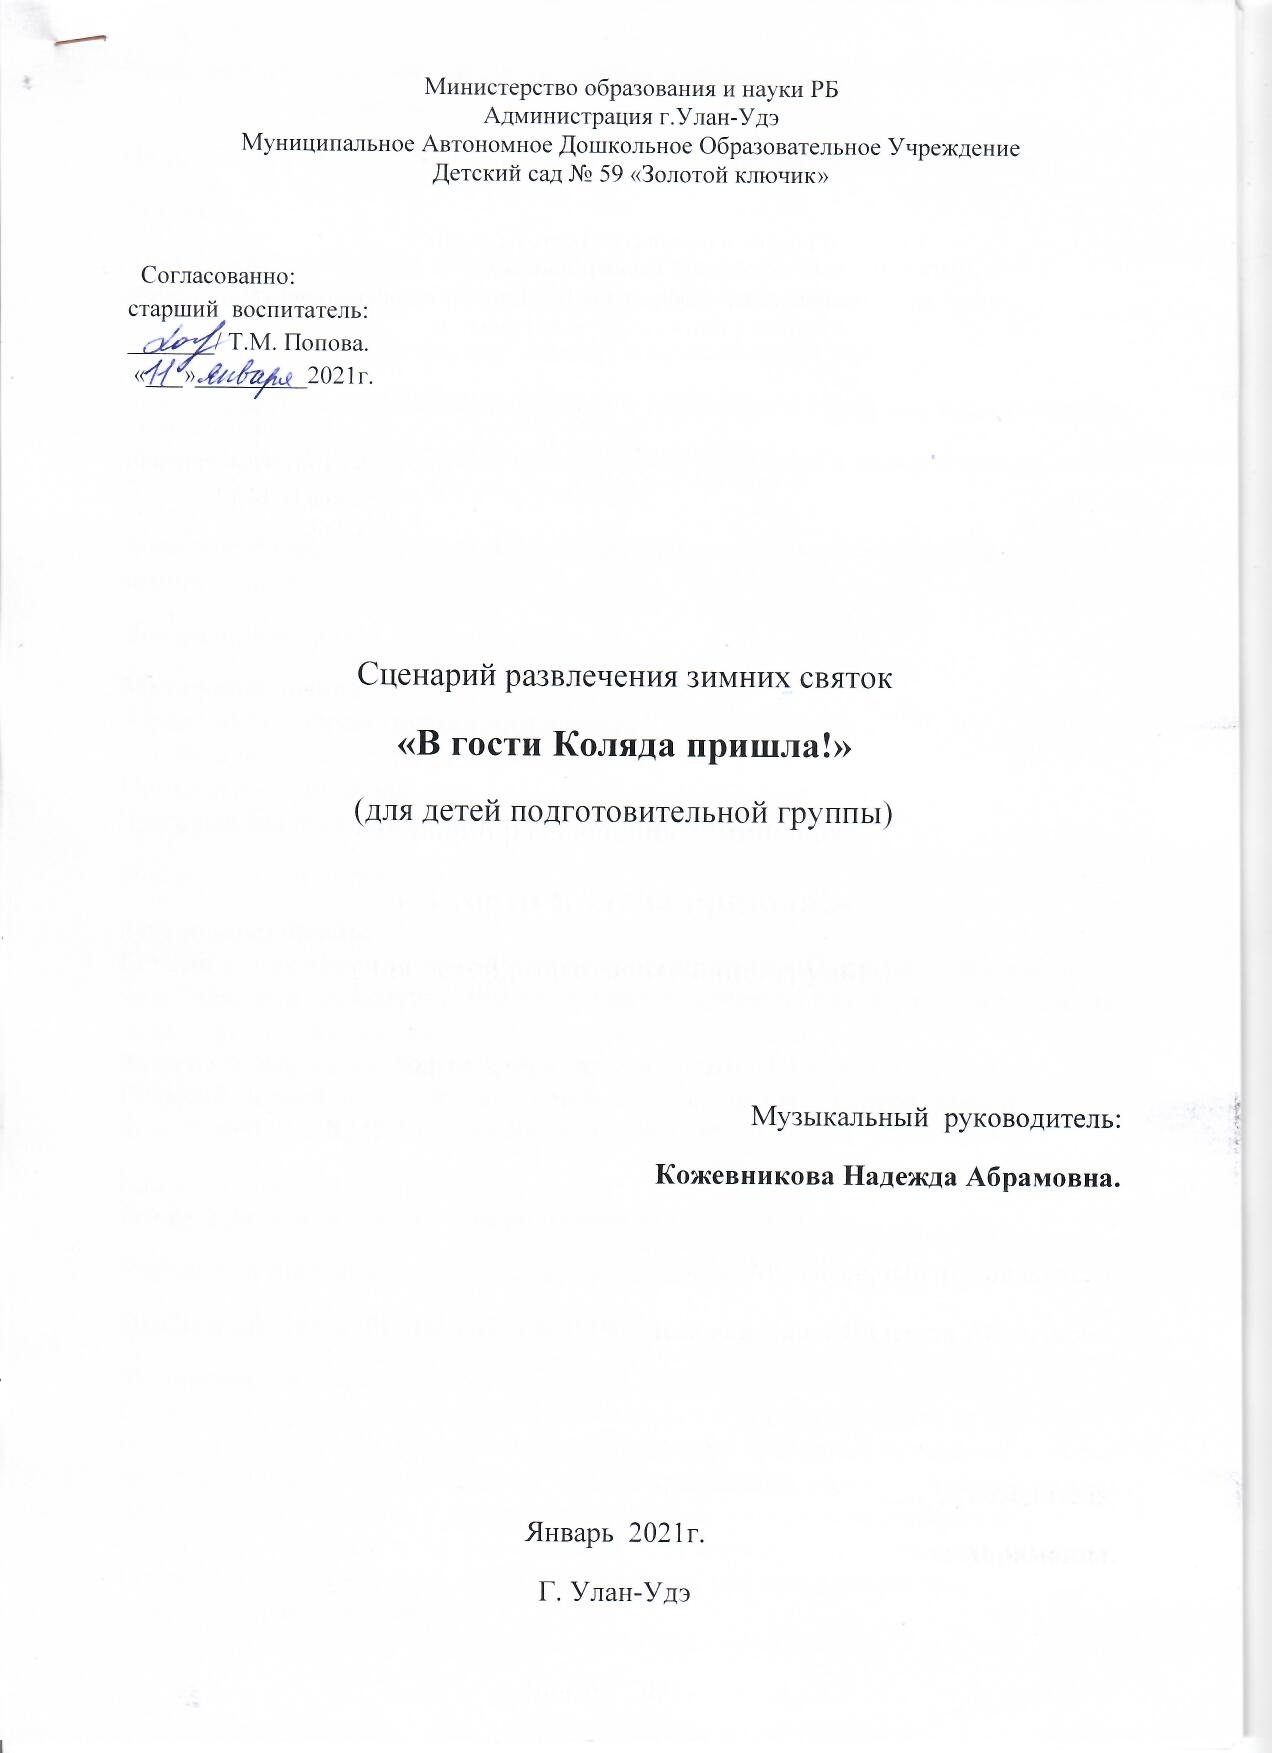 Министерство образования и науки РБ
Администрация г.Улан-Удэ
Муниципальное Автономное Дошкольное Образовательное Учреждение
Детский сад № 59 «Золотой ключик»
Согласованно:
старший воспитатель:
_______/ Т.М. Попова.
«11» января 2021г.
Сценарий развлечения зимних святок
«В гости Коляда пришла!»
(для детей подготовительной группы)
Музыкальный руководитель:
Кожевникова Надежда Абрамовна.
Январь 2021г.
Г. Улан-Удэ